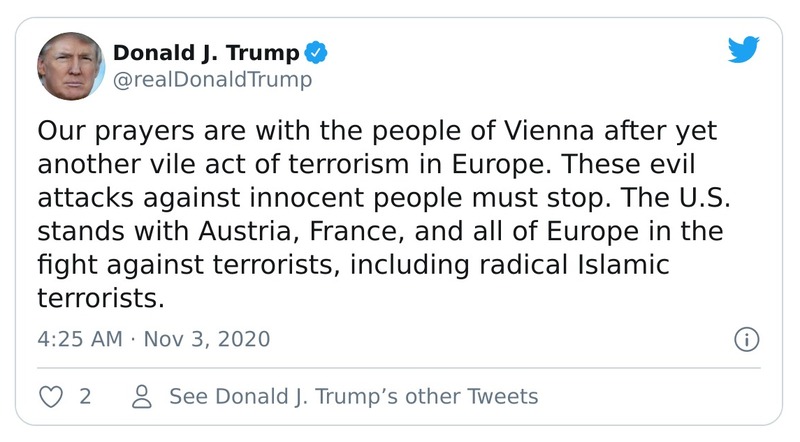 Donald J. Trump
@realDonaldTrump
Our prayers are with the people of Vienna after yet
another vile act of terrorism in Europe. These evil
attacks against innocent people must stop. The U.S.
stands with Austria, France, and all of Europe in the
fight against terrorists, including radical Islamic
terrorists.
4:25 AM · Nov 3, 2020
2 See Donald J. Trump’s other Tweets